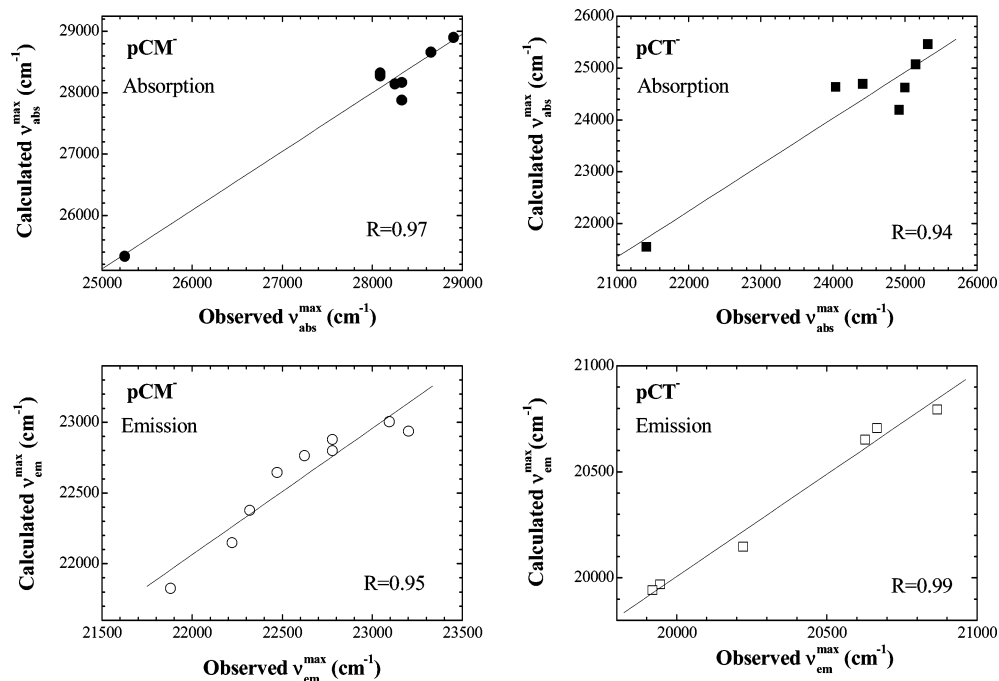 pCM⁻
Absorption
R=0.97
Calculated ν_abs^max (cm⁻¹)
29000
28000
27000
26000
25000 26000 27000 28000 29000
Observed ν_abs^max (cm⁻¹)
pCT⁻
Absorption
R=0.94
Calculated ν_abs^max (cm⁻¹)
26000
25000
24000
23000
22000
21000 22000 23000 24000 25000 26000
Observed ν_abs^max (cm⁻¹)
pCM⁻
Emission
R=0.95
Calculated ν_em^max (cm⁻¹)
23000
22500
22000
21500 22000 22500 23000 23500
Observed ν_em^max (cm⁻¹)
pCT⁻
Emission
R=0.99
Calculated ν_em^max (cm⁻¹)
21000
20500
20000
20000 20500 21000
Observed ν_em^max (cm⁻¹)